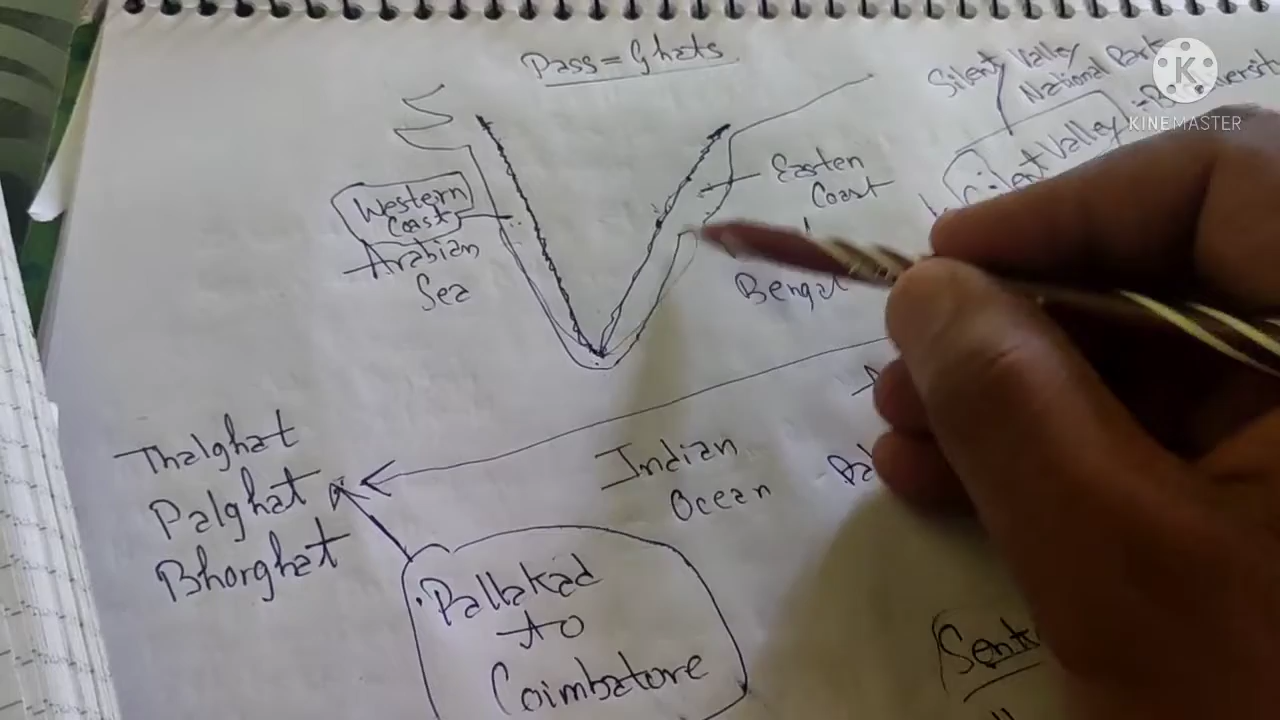 Pass = Ghats
Silent Valley
National Park
KINEMASTER
Silent Valley
Western
Coast
Arabian
Sea
Easten
Coast
Bengal
Thalghat
Palghat
Bhorghat
Indian
Ocean
Pallakad
to
Coimbatore